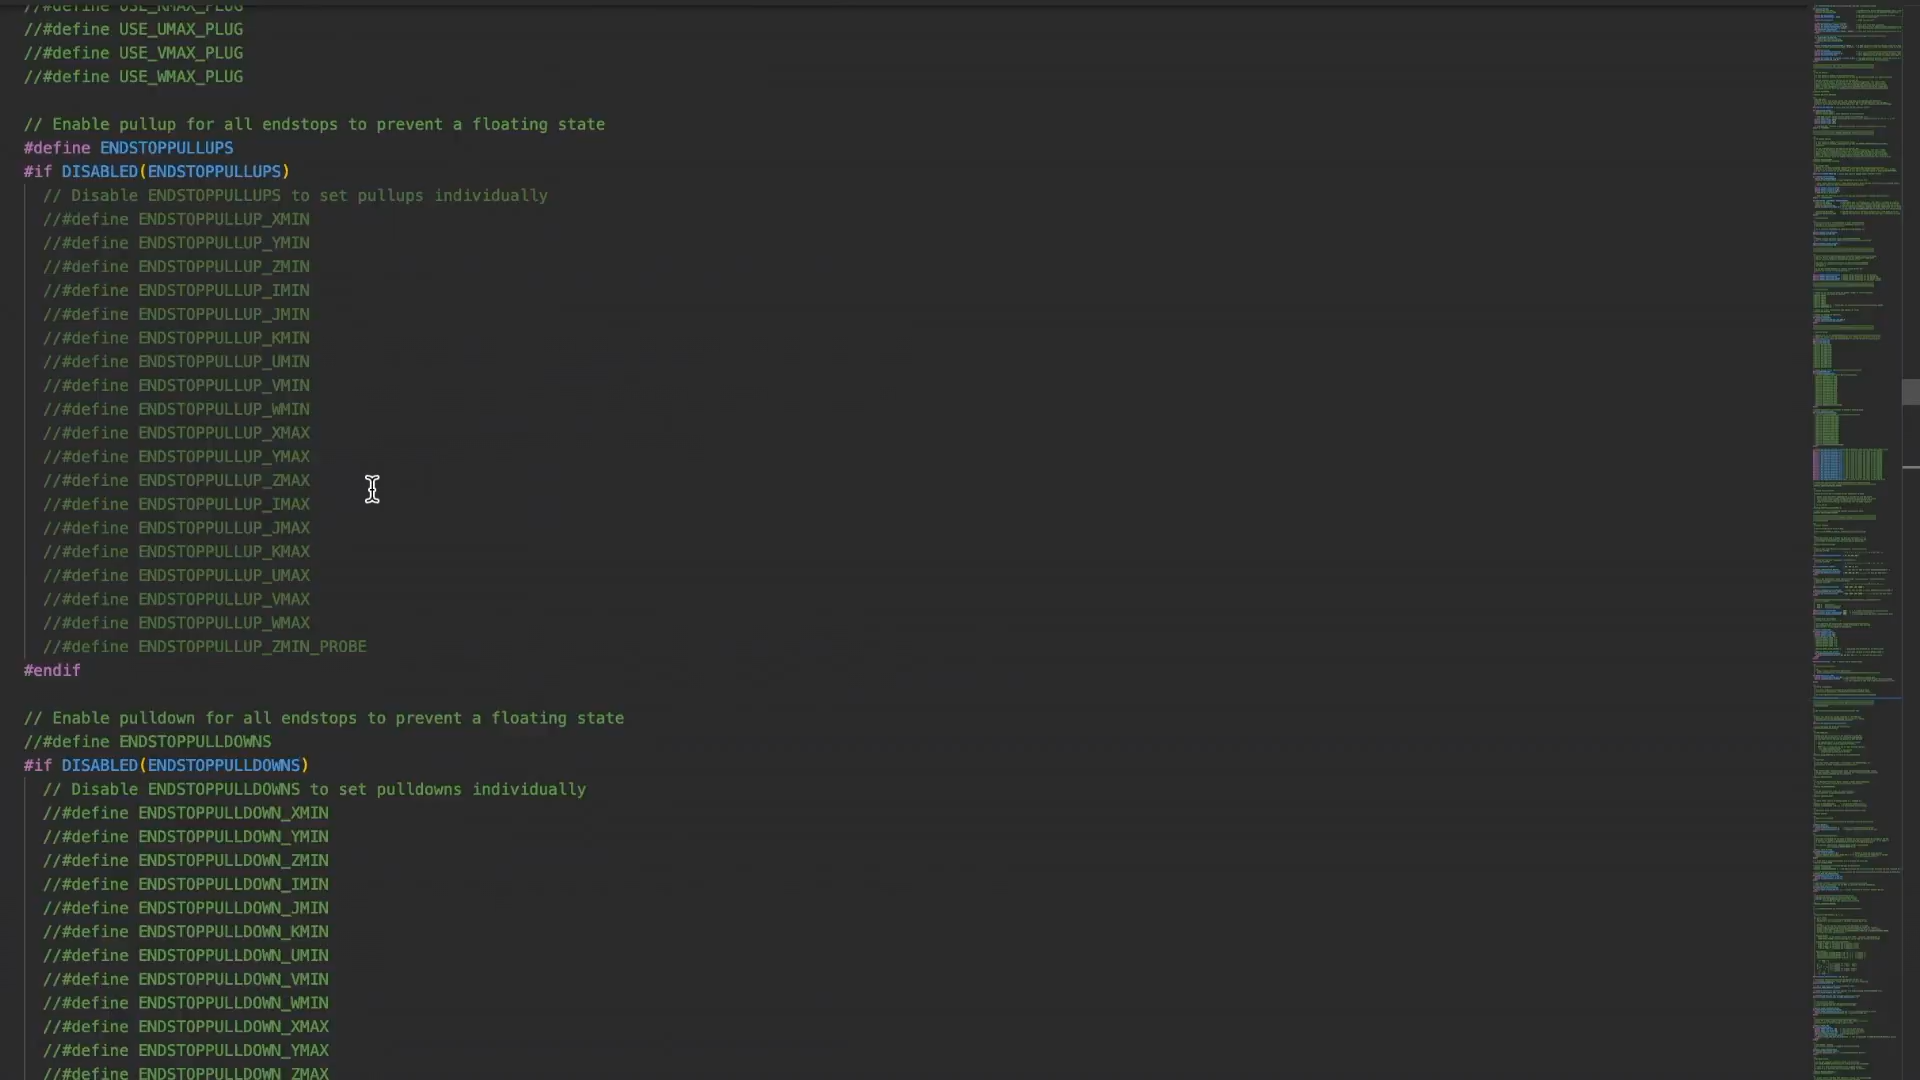 //#define USE_KMAX_PLUG
//#define USE_UMAX_PLUG
//#define USE_VMAX_PLUG
//#define USE_WMAX_PLUG
// Enable pullup for all endstops to prevent a floating state
#define ENDSTOPPULLUPS
#if DISABLED(ENDSTOPPULLUPS)
// Disable ENDSTOPPULLUPS to set pullups individually
//#define ENDSTOPPULLUP_XMIN
//#define ENDSTOPPULLUP_YMIN
//#define ENDSTOPPULLUP_ZMIN
//#define ENDSTOPPULLUP_IMIN
//#define ENDSTOPPULLUP_JMIN
//#define ENDSTOPPULLUP_KMIN
//#define ENDSTOPPULLUP_UMIN
//#define ENDSTOPPULLUP_VMIN
//#define ENDSTOPPULLUP_WMIN
//#define ENDSTOPPULLUP_XMAX
//#define ENDSTOPPULLUP_YMAX
//#define ENDSTOPPULLUP_ZMAX
//#define ENDSTOPPULLUP_IMAX
//#define ENDSTOPPULLUP_JMAX
//#define ENDSTOPPULLUP_KMAX
//#define ENDSTOPPULLUP_UMAX
//#define ENDSTOPPULLUP_VMAX
//#define ENDSTOPPULLUP_WMAX
//#define ENDSTOPPULLUP_ZMIN_PROBE
#endif
// Enable pulldown for all endstops to prevent a floating state
//#define ENDSTOPPULLDOWNS
#if DISABLED(ENDSTOPPULLDOWNS)
// Disable ENDSTOPPULLDOWNS to set pulldowns individually
//#define ENDSTOPPULLDOWN_XMIN
//#define ENDSTOPPULLDOWN_YMIN
//#define ENDSTOPPULLDOWN_ZMIN
//#define ENDSTOPPULLDOWN_IMIN
//#define ENDSTOPPULLDOWN_JMIN
//#define ENDSTOPPULLDOWN_KMIN
//#define ENDSTOPPULLDOWN_UMIN
//#define ENDSTOPPULLDOWN_VMIN
//#define ENDSTOPPULLDOWN_WMIN
//#define ENDSTOPPULLDOWN_XMAX
//#define ENDSTOPPULLDOWN_YMAX
//#define ENDSTOPPULLDOWN_ZMAX